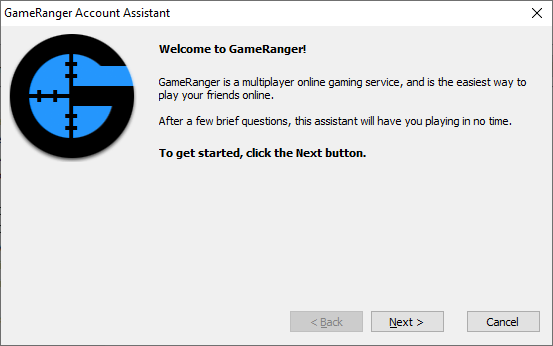 GameRanger Account Assistant
Welcome to GameRanger!
GameRanger is a multiplayer online gaming service, and is the easiest way to
play your friends online.
After a few brief questions, this assistant will have you playing in no time.
To get started, click the Next button.
< Back
Next >
Cancel